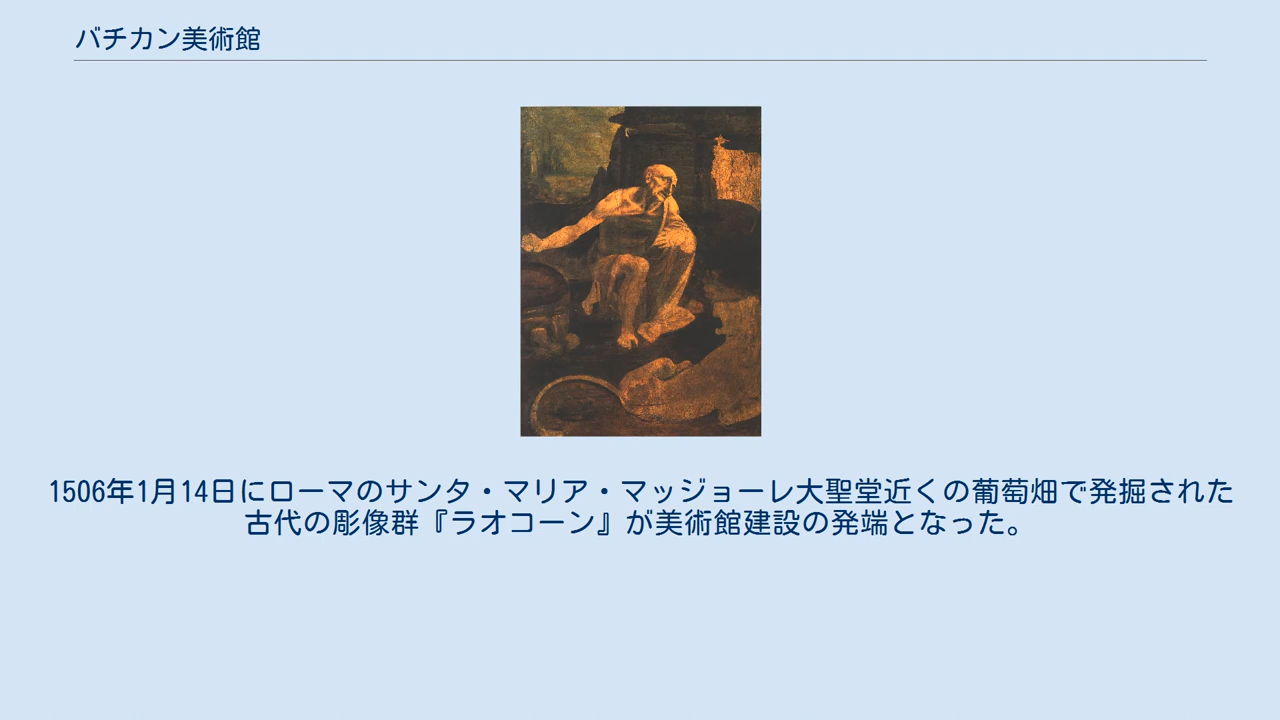 バチカン美術館
1506年1月14日にローマのサンタ・マリア・マッジョーレ大聖堂近くの葡萄畑で発掘された
古代の彫像群『ラオコーン』が美術館建設の発端となった。